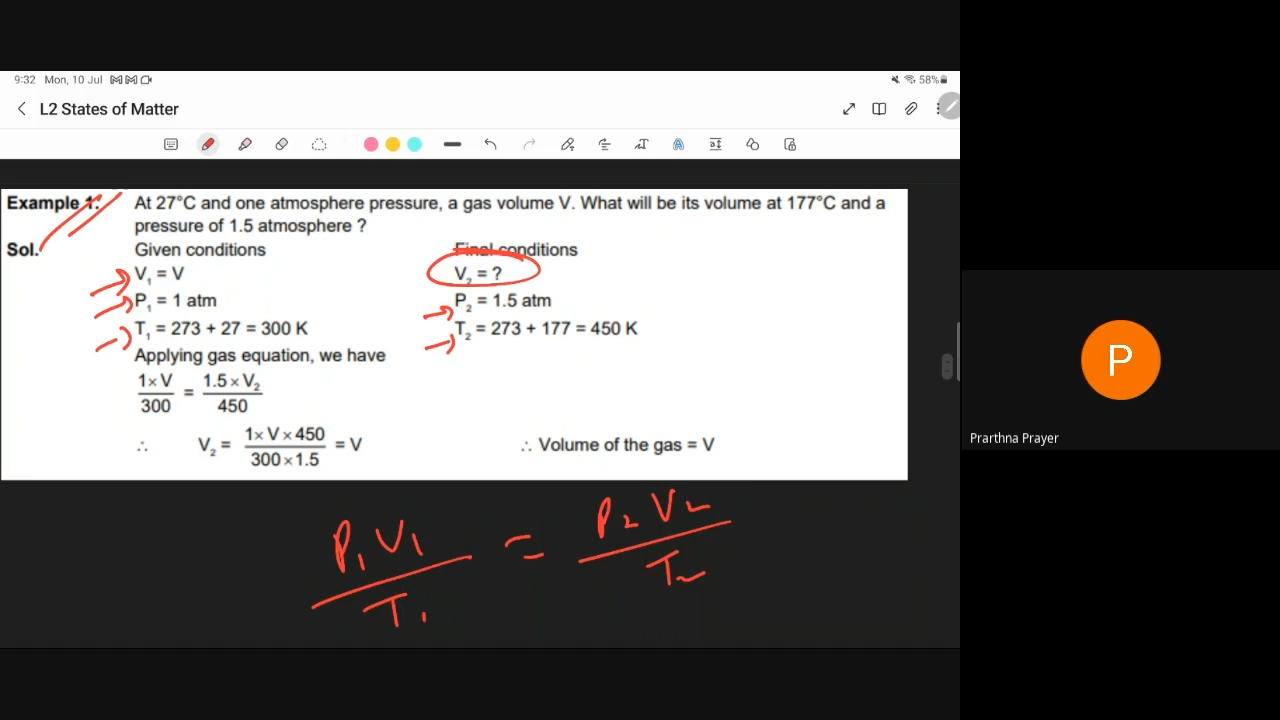 9:32 Mon, 10 Jul 58%
L2 States of Matter
Example 1: At 27°C and one atmosphere pressure, a gas volume V. What will be its volume at 177°C and a
pressure of 1.5 atmosphere ?
Sol. Given conditions Final conditions
V₁ = V V₂ = ?
P₁ = 1 atm P₂ = 1.5 atm
T₁ = 273 + 27 = 300 K T₂ = 273 + 177 = 450 K
Applying gas equation, we have
1× V / 300 = 1.5 × V₂ / 450
∴ V₂ = 1× V × 450 / 300 × 1.5 = V ∴ Volume of the gas = V
P₁ V₁ / T₁ = P₂ V₂ / T₂
P
Prarthna Prayer